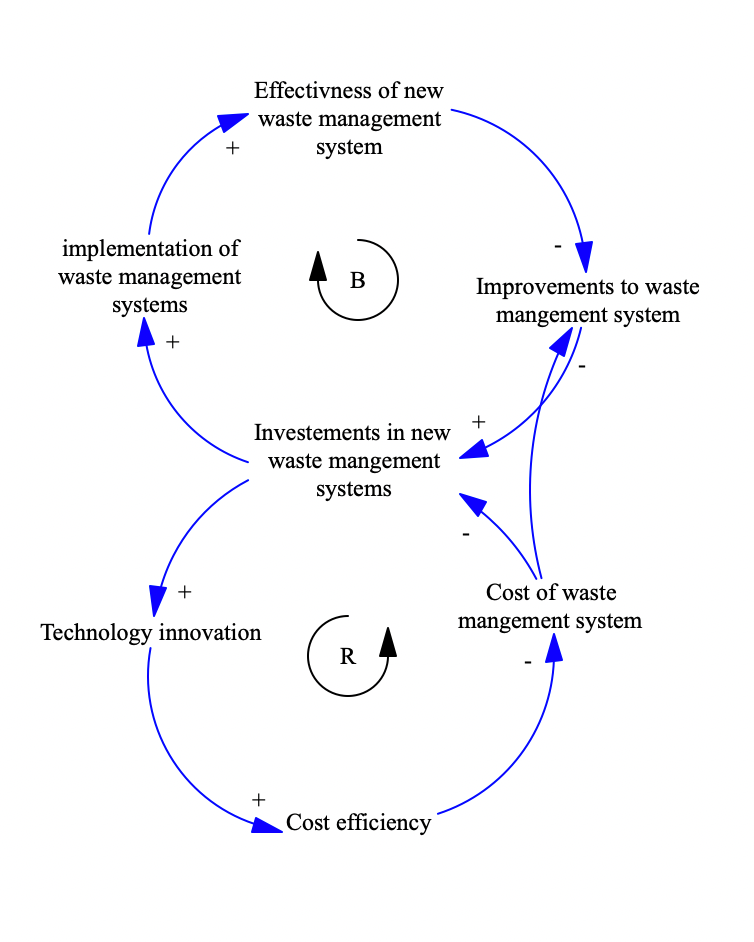 Effectivness of new
waste management
system
+
-
implementation of
waste management
systems
B
Improvements to waste
mangement system
+
-
+
Investements in new
waste mangement
systems
-
+
Cost of waste
mangement system
Technology innovation
R
-
+
Cost efficiency